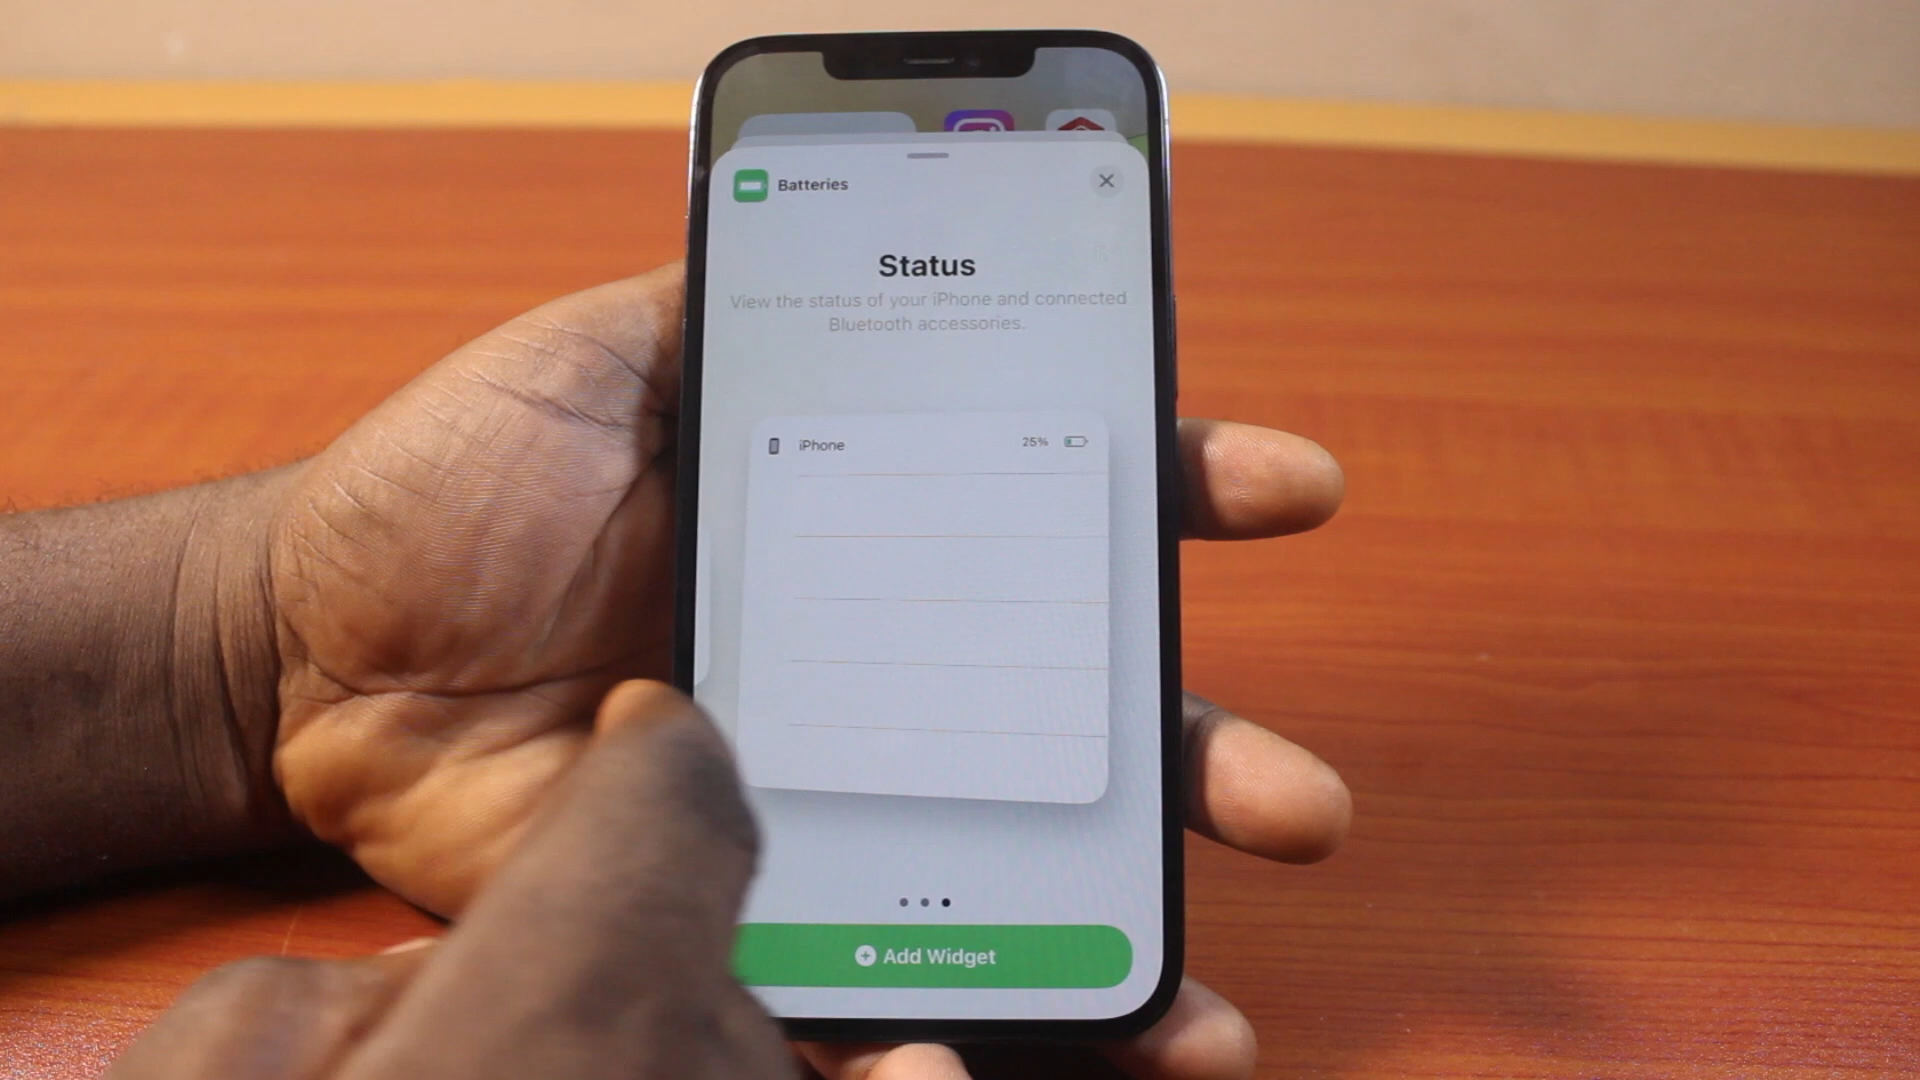 Batteries
Status
View the status of your iPhone and connected
Bluetooth accessories.
iPhone 25%
Add Widget